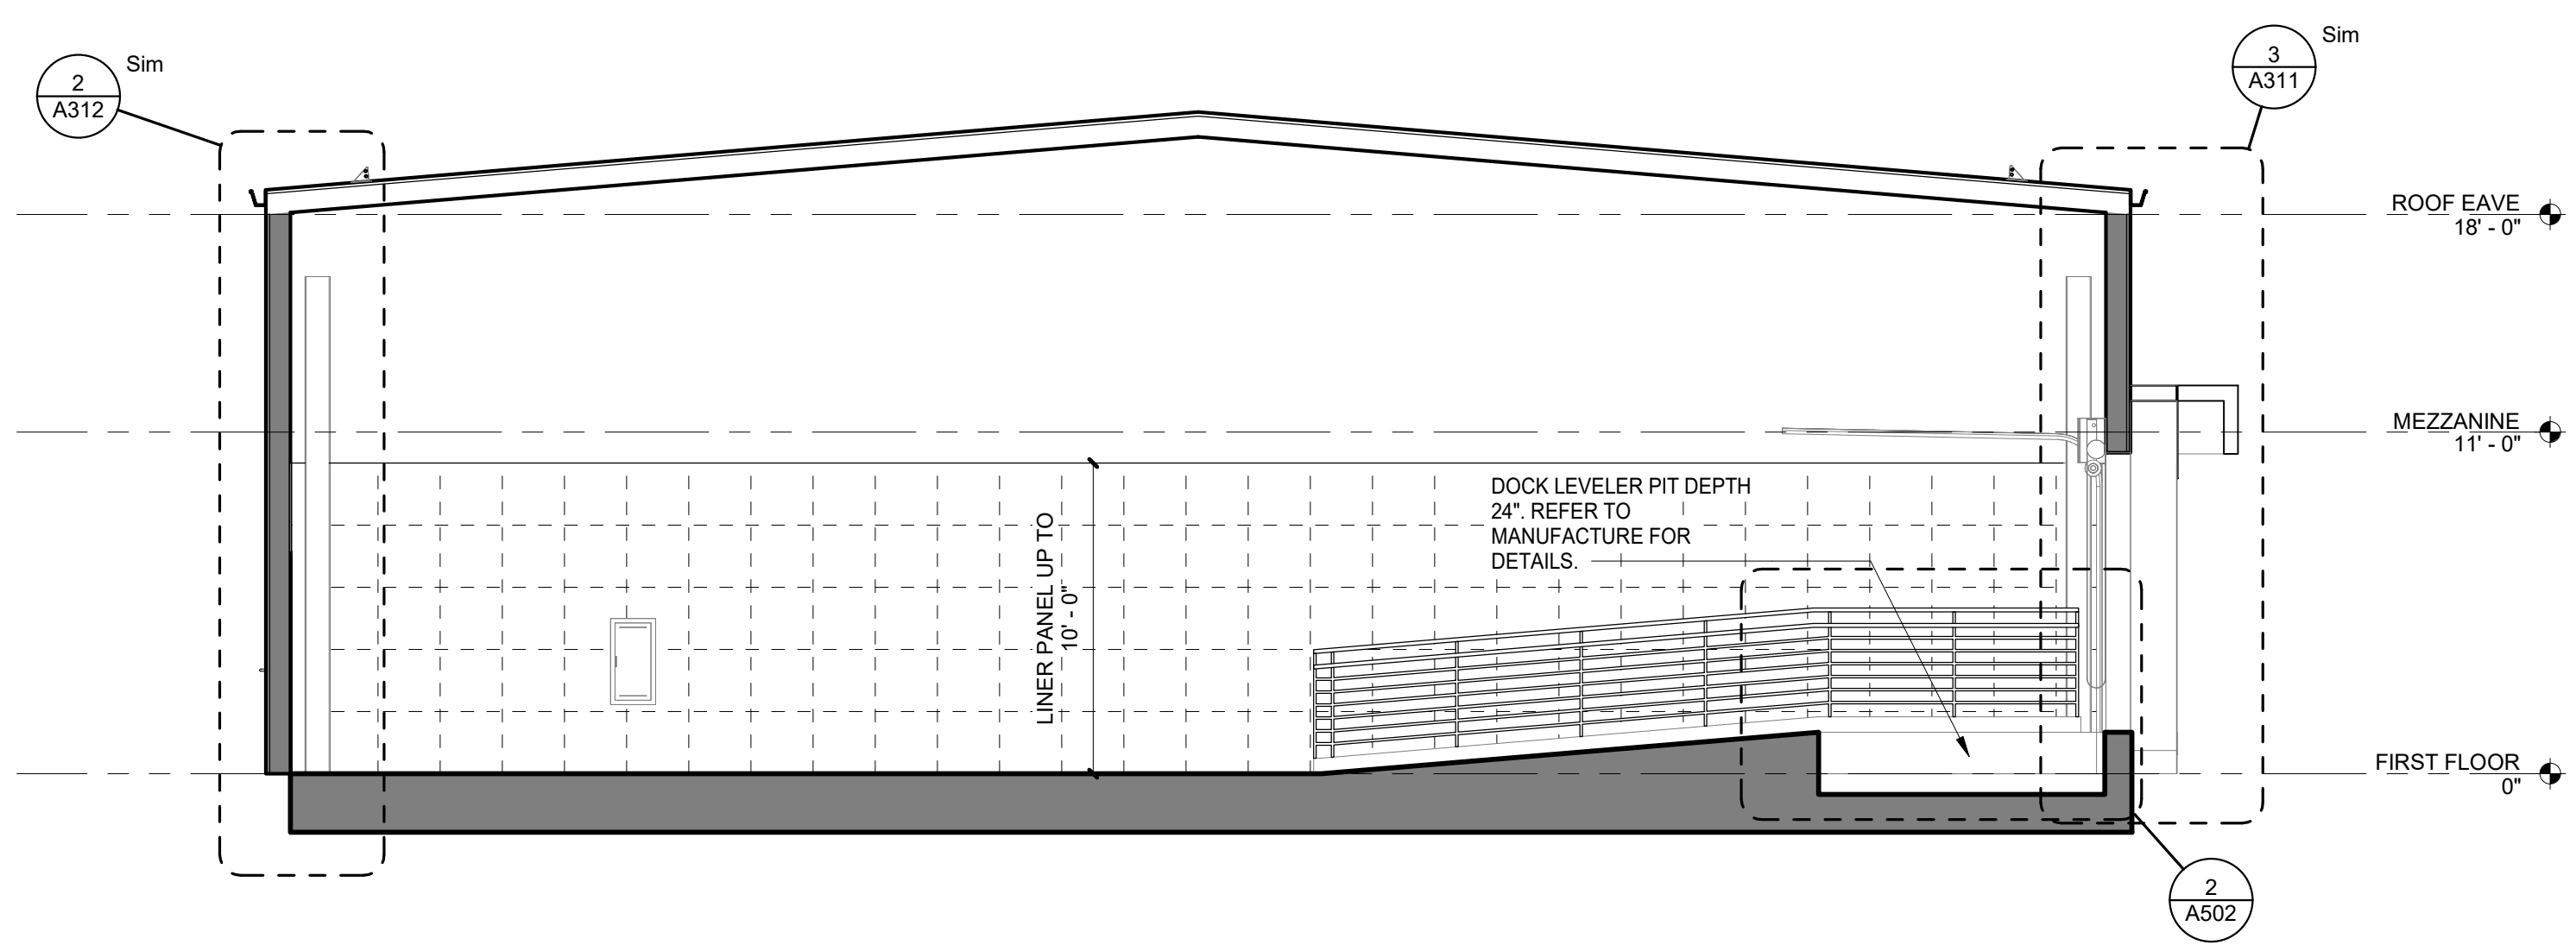 2
A312
Sim
3
A311
Sim
ROOF EAVE
18' - 0"
MEZZANINE
11' - 0"
DOCK LEVELER PIT DEPTH
24". REFER TO
MANUFACTURE FOR
DETAILS.
LINER PANEL UP TO
10' - 0"
FIRST FLOOR
0"
2
A502